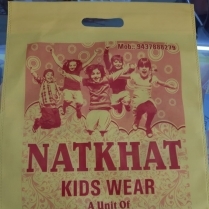 Mob.: 9437886779
NATKHAT
KIDS WEAR
A Unit Of